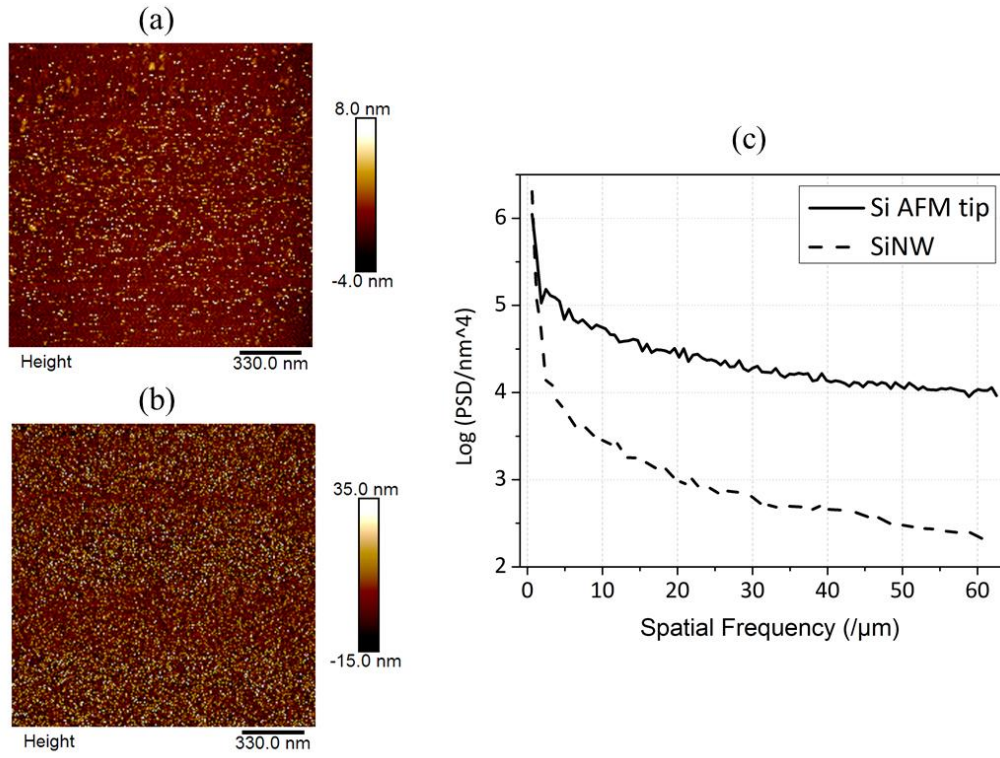 (a)
8.0 nm
-4.0 nm
Height
330.0 nm
(b)
35.0 nm
-15.0 nm
Height
330.0 nm
(c)
Si AFM tip
SiNW
Log (PSD/nm^4)
6
5
4
3
2
0 10 20 30 40 50 60
Spatial Frequency (/μm)